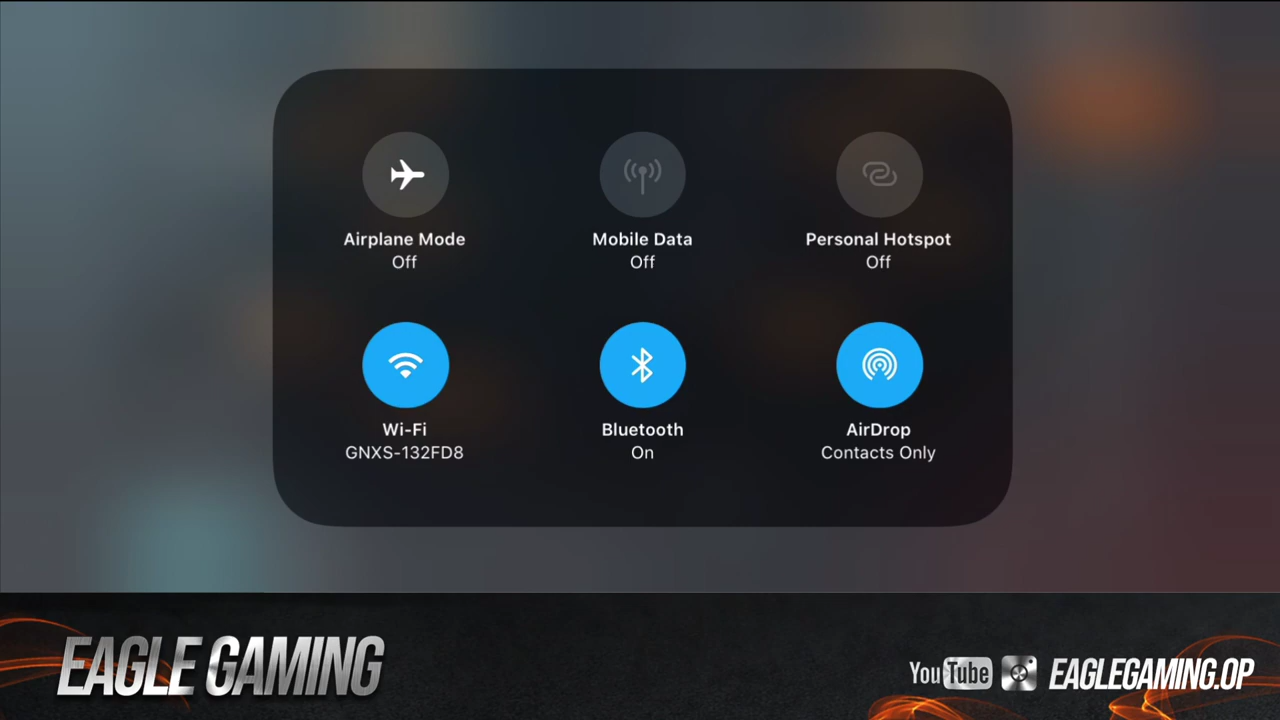 Airplane Mode
Off
Mobile Data
Off
Personal Hotspot
Off
Wi-Fi
GNXS-132FD8
Bluetooth
On
AirDrop
Contacts Only
EAGLE GAMING
YouTube EAGLEGAMING.OP